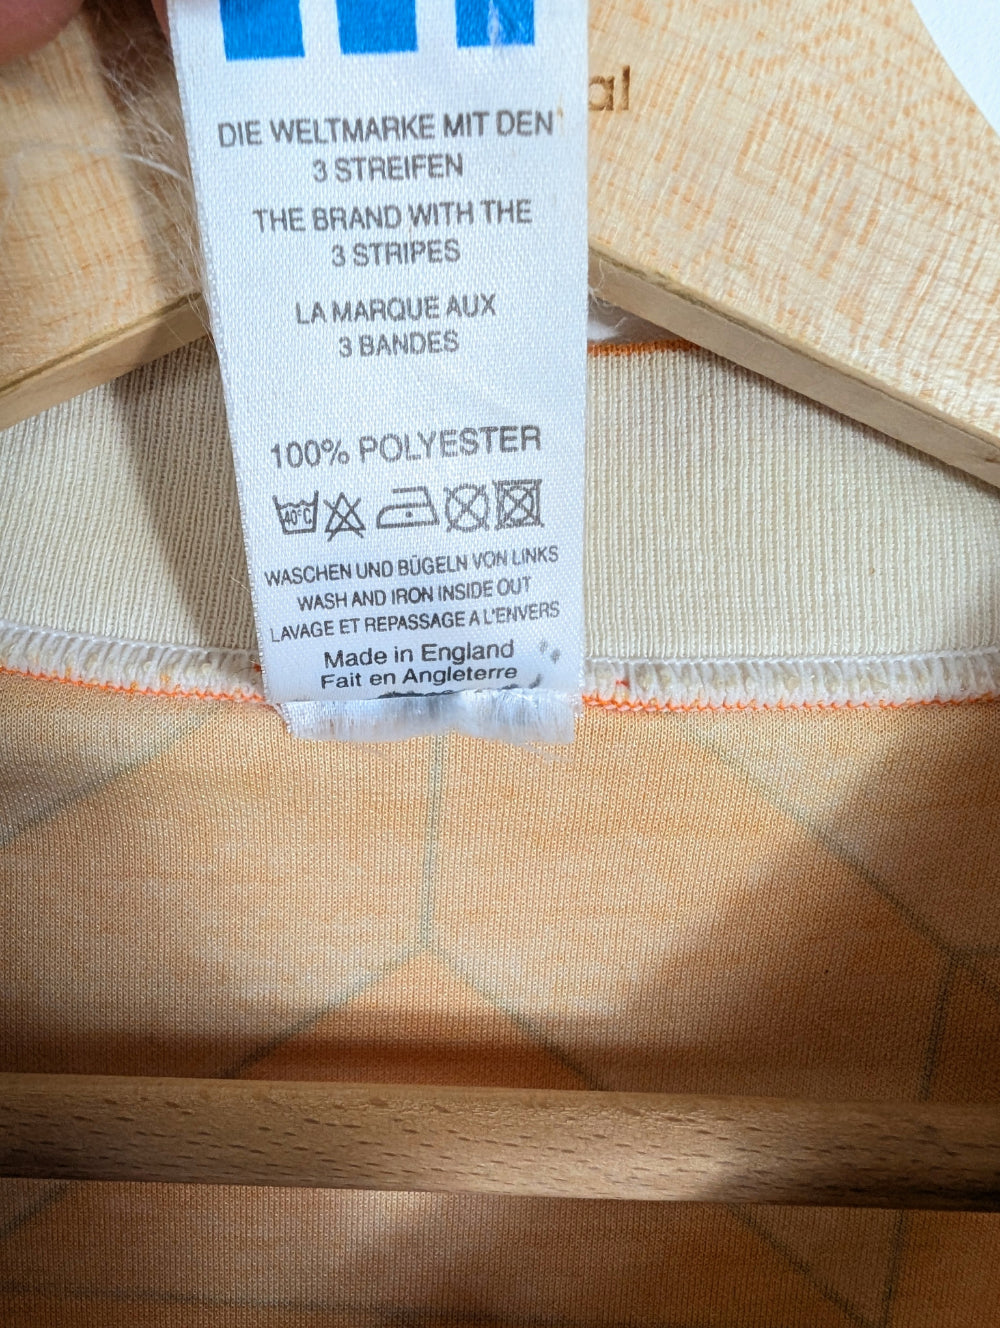 al
DIE WELTMARKE MIT DEN
3 STREIFEN
THE BRAND WITH THE
3 STRIPES
LA MARQUE AUX
3 BANDES
100% POLYESTER
40°C
WASCHEN UND BÜGELN VON LINKS
WASH AND IRON INSIDE OUT
LAVAGE ET REPASSAGE A L'ENVERS
Made in England
Fait en Angleterre